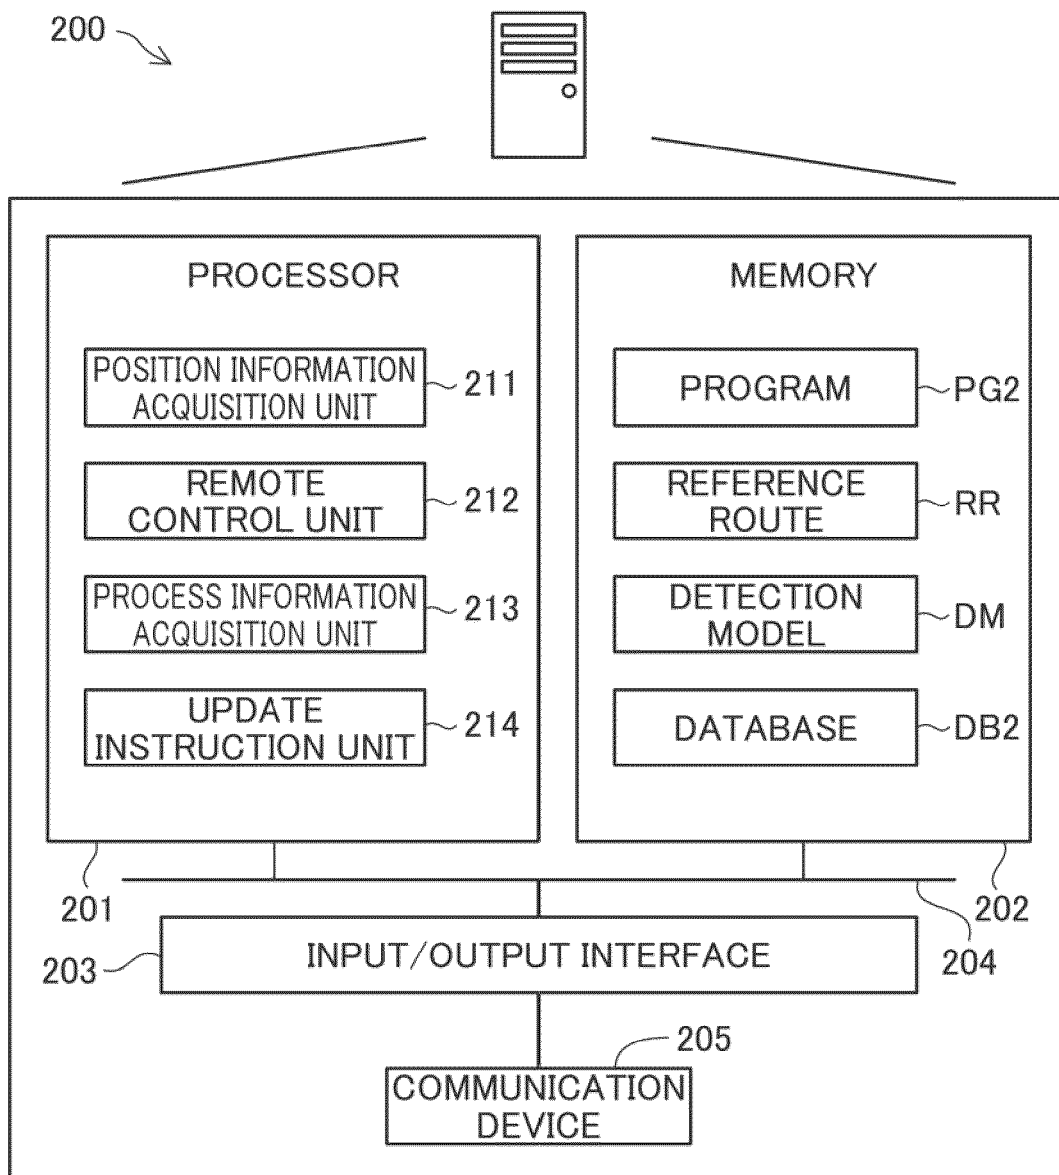 200
PROCESSOR
POSITION INFORMATION
ACQUISITION UNIT
211
REMOTE
CONTROL UNIT
212
PROCESS INFORMATION
ACQUISITION UNIT
213
UPDATE
INSTRUCTION UNIT
214
201
MEMORY
PROGRAM
PG2
REFERENCE
ROUTE
RR
DETECTION
MODEL
DM
DATABASE
DB2
202
204
203
INPUT/OUTPUT INTERFACE
205
COMMUNICATION
DEVICE